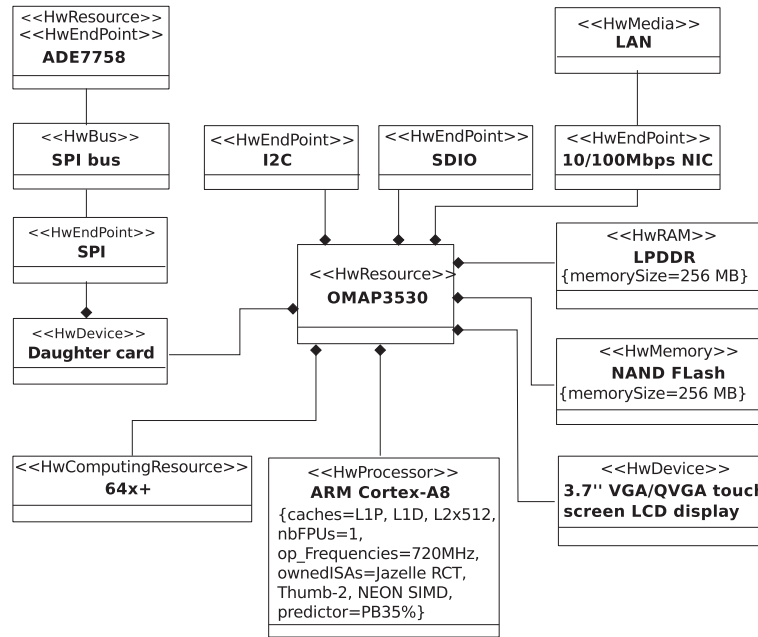 <<HwResource>>
<<HwEndPoint>>
ADE7758
<<HwMedia>>
LAN
<<HwBus>>
SPI bus
<<HwEndPoint>>
I2C
<<HwEndPoint>>
SDIO
<<HwEndPoint>>
10/100Mbps NIC
<<HwEndPoint>>
SPI
<<HwResource>>
OMAP3530
<<HwRAM>>
LPDDR
{memorySize=256 MB}
<<HwDevice>>
Daughter card
<<HwMemory>>
NAND FLash
{memorySize=256 MB}
<<HwComputingResource>>
64x+
<<HwProcessor>>
ARM Cortex-A8
{caches=L1P, L1D, L2x512,
nbFPUs=1,
op_Frequencies=720MHz,
ownedISAs=Jazelle RCT,
Thumb-2, NEON SIMD,
predictor=PB35%}
<<HwDevice>>
3.7'' VGA/QVGA touch
screen LCD display